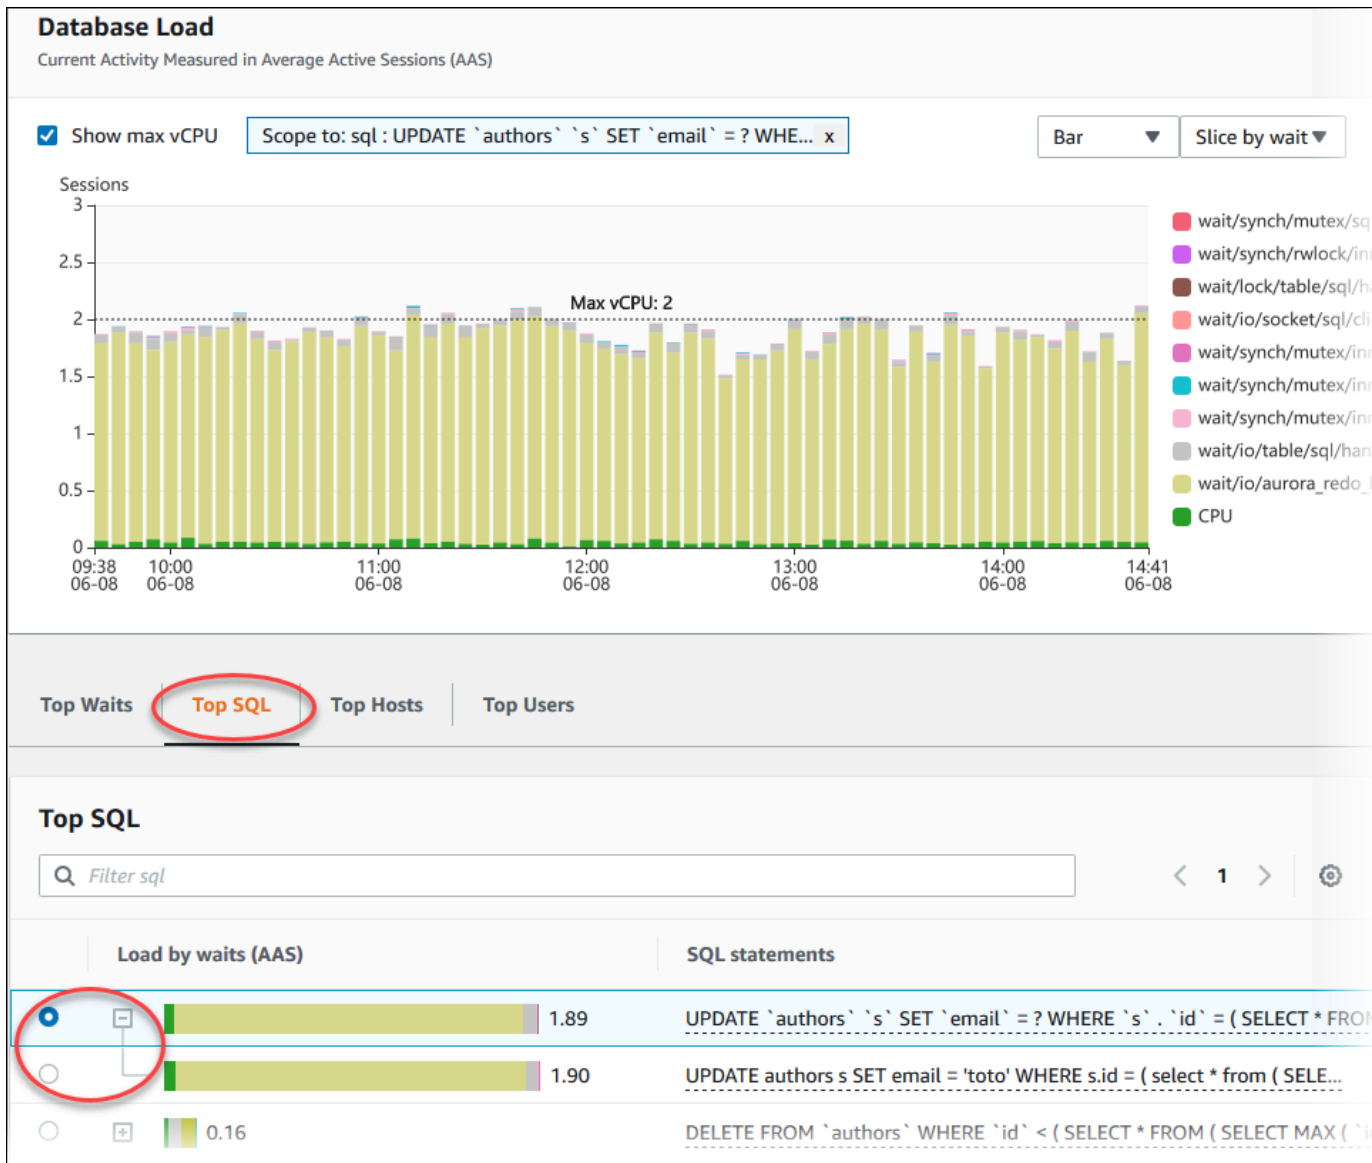 Database Load
Current Activity Measured in Average Active Sessions (AAS)
Show max vCPU
Scope to: sql : UPDATE `authors` `s` SET `email` = ? WHE... x
Bar
Slice by wait
Sessions
3
2.5
2
1.5
1
0.5
0
Max vCPU: 2
09:38 10:00 11:00 12:00 13:00 14:00 14:41
06-08 06-08 06-08 06-08 06-08 06-08 06-08
wait/synch/mutex/sq
wait/synch/rwlock/in
wait/lock/table/sql/ha
wait/io/socket/sql/cli
wait/synch/mutex/inn
wait/synch/mutex/inn
wait/synch/mutex/inn
wait/io/table/sql/han
wait/io/aurora_redo_
CPU
Top Waits Top SQL Top Hosts Top Users
Top SQL
Filter sql
1
Load by waits (AAS) SQL statements
1.89 UPDATE `authors` `s` SET `email` = ? WHERE `s` . `id` = ( SELECT * FRO
1.90 UPDATE authors s SET email = 'toto' WHERE s.id = ( select * from ( SELE...
0.16 DELETE FROM `authors` WHERE `id` < ( SELECT * FROM ( SELECT MAX (